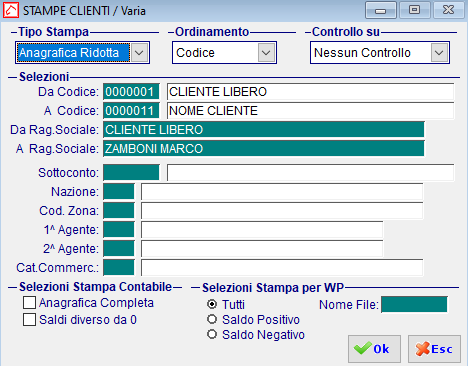 STAMPE CLIENTI / Varia
Tipo Stampa Ordinamento Controllo su
Anagrafica Ridotta Codice Nessun Controllo
Selezioni
Da Codice: 0000001 CLIENTE LIBERO
A Codice: 0000011 NOME CLIENTE
Da Rag.Sociale: CLIENTE LIBERO
A Rag.Sociale: ZAMBONI MARCO
Sottoconto:
Nazione:
Cod. Zona:
1^ Agente:
2^ Agente:
Cat.Commerc.:
Selezioni Stampa Contabile Selezioni Stampa per WP
Anagrafica Completa Tutti Nome File:
Saldi diverso da 0 Saldo Positivo
Saldo Negativo
Ok Esc